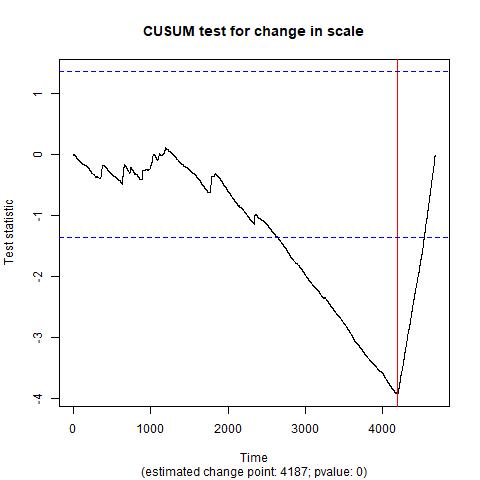 CUSUM test for change in scale
Test statistic
1
0
-1
-2
-3
-4
0 1000 2000 3000 4000
Time
(estimated change point: 4187; pvalue: 0)